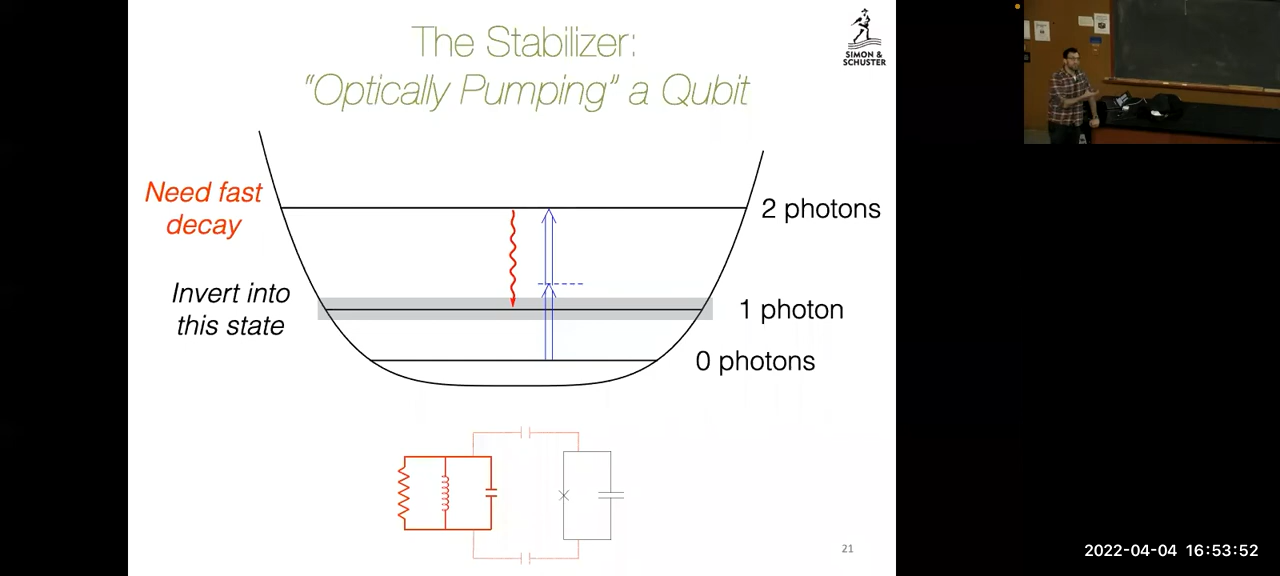 The Stabilizer:
"Optically Pumping" a Qubit
SIMON &
SCHUSTER
Need fast
decay
2 photons
Invert into
this state
1 photon
0 photons
21
2022-04-04 16:53:52